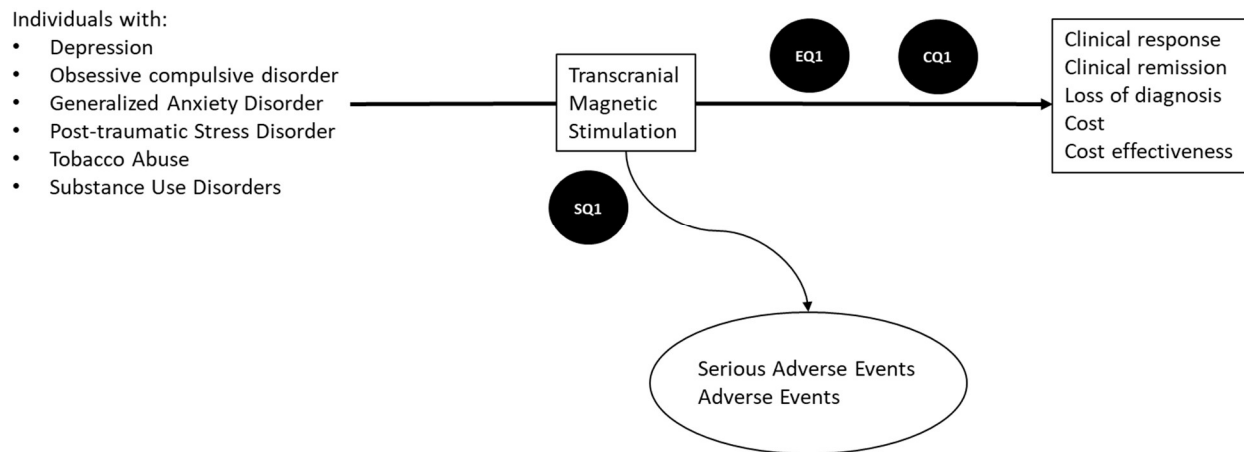 Individuals with:
• Depression
• Obsessive compulsive disorder
• Generalized Anxiety Disorder
• Post-traumatic Stress Disorder
• Tobacco Abuse
• Substance Use Disorders
Transcranial
Magnetic
Stimulation
EQ1
CQ1
Clinical response
Clinical remission
Loss of diagnosis
Cost
Cost effectiveness
SQ1
Serious Adverse Events
Adverse Events